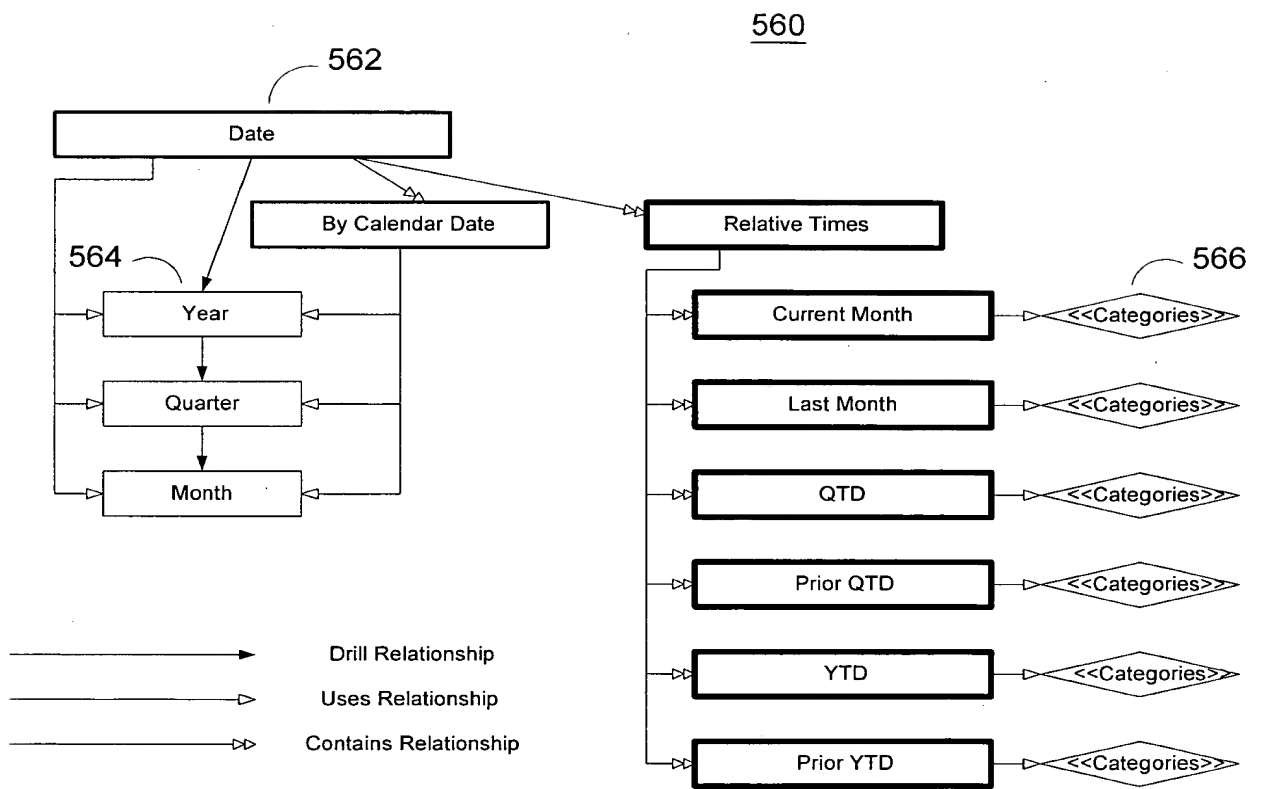 560
562
Date
By Calendar Date
Relative Times
564
566
Year
Current Month
<<Categories>>
Quarter
Last Month
<<Categories>>
Month
QTD
<<Categories>>
Prior QTD
<<Categories>>
Drill Relationship
YTD
<<Categories>>
Uses Relationship
Contains Relationship
Prior YTD
<<Categories>>